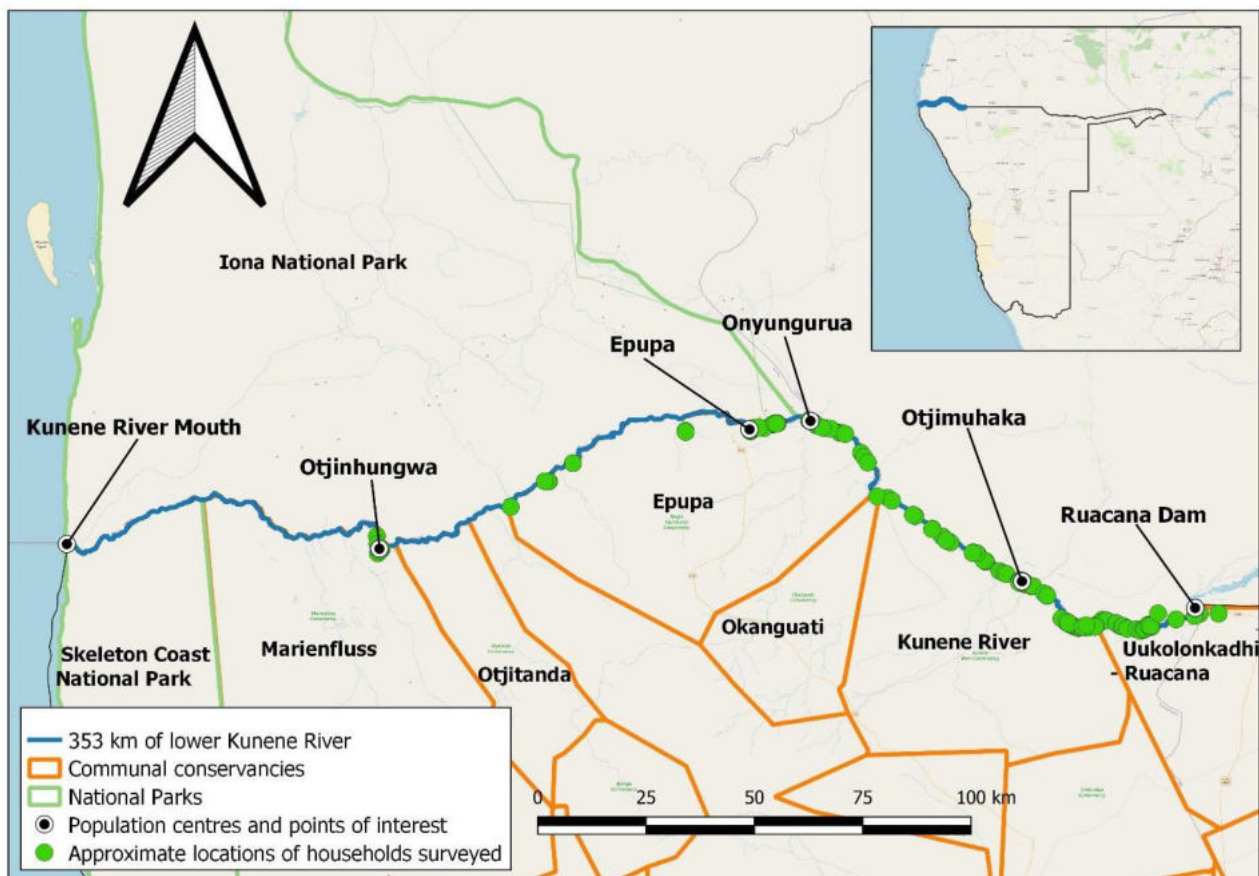 Iona National Park
Onyungurua
Epupa
Otjimuhaka
Kunene River Mouth
Otjinhungwa
Ruacana Dam
Epupa
Okanguati
Kunene River
Uukolonkadhi
- Ruacana
Marienfluss
Skeleton Coast
National Park
Otjitanda
353 km of lower Kunene River
Communal conservancies
National Parks
Population centres and points of interest
Approximate locations of households surveyed
0 25 50 75 100 km